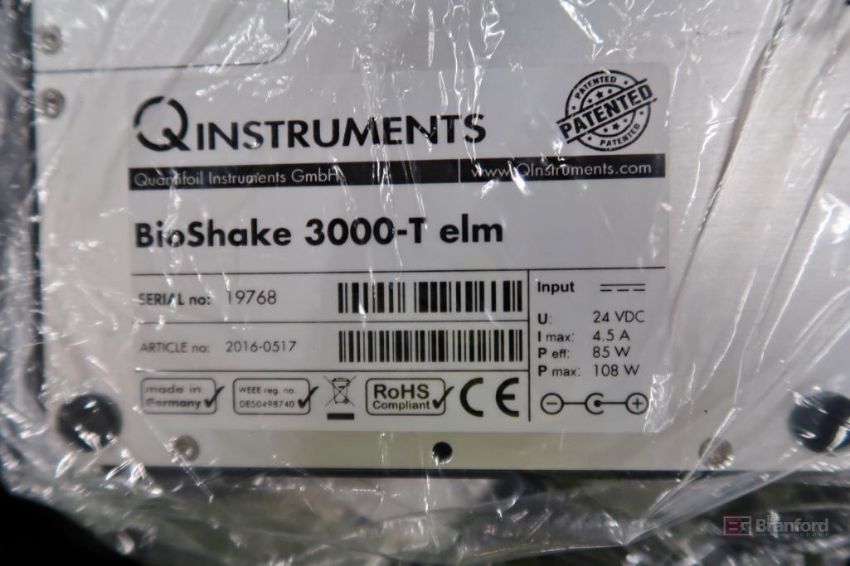 QINSTRUMENTS
PATENTED
PATENTED
PATENTED
Quantifoil Instruments GmbH
www.QInstruments.com
BioShake 3000-T elm
SERIAL no: 19768
ARTICLE no: 2016-0517
Input
U: 24 VDC
I max: 4.5 A
P eff: 85 W
P max: 108 W
made in
Germany
WEEE reg. no.
DE50498740
RoHS
Compliant
CE
Branford